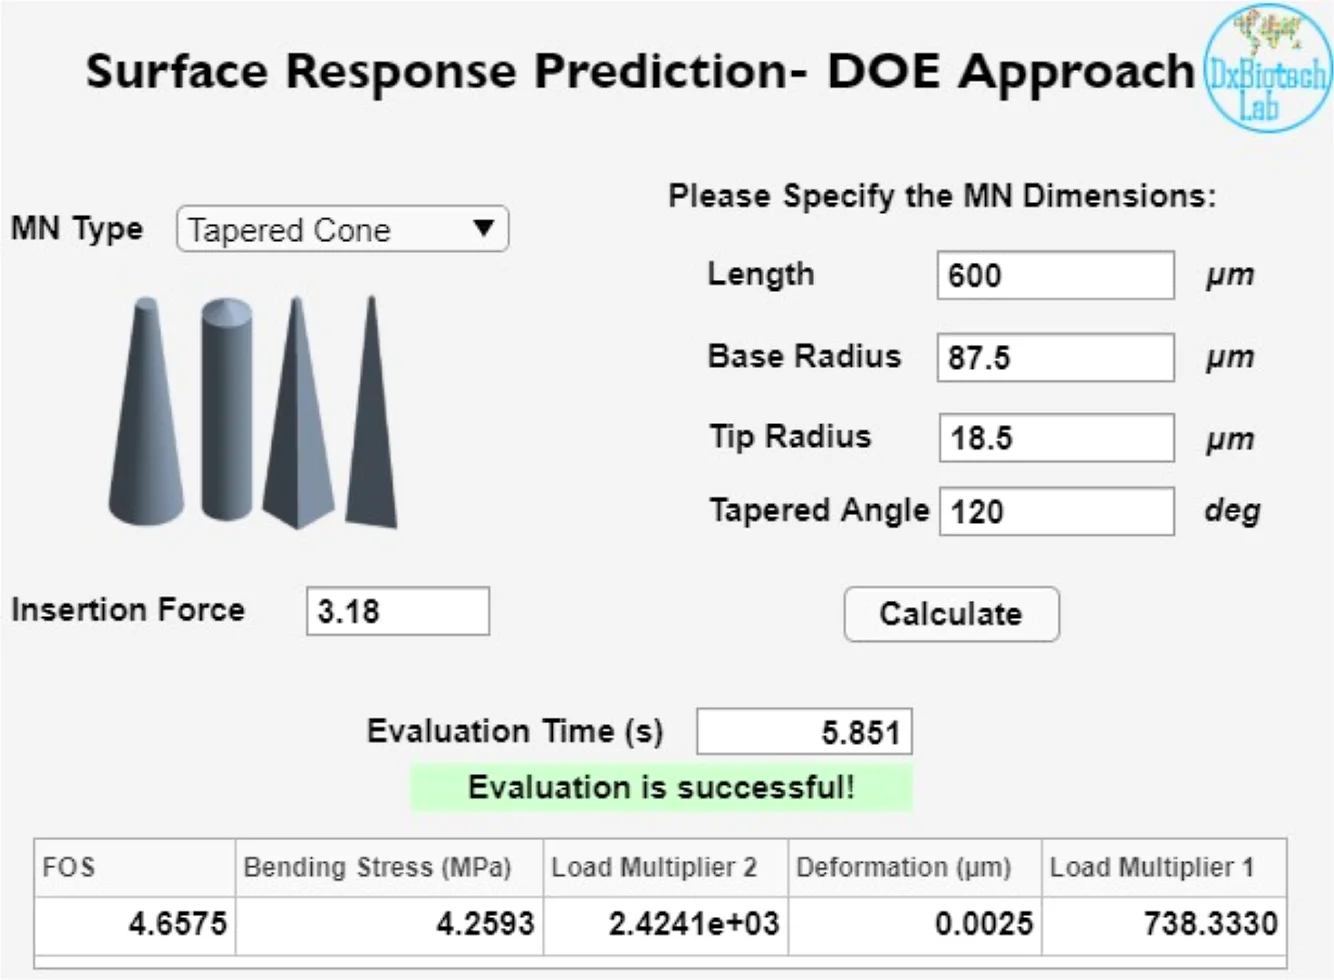 Surface Response Prediction- DOE Approach
DxBiotech
Lab
Please Specify the MN Dimensions:
MN Type Tapered Cone
Length 600 µm
Base Radius 87.5 µm
Tip Radius 18.5 µm
Tapered Angle 120 deg
Insertion Force 3.18
Calculate
Evaluation Time (s) 5.851
Evaluation is successful!
FOS Bending Stress (MPa) Load Multiplier 2 Deformation (µm) Load Multiplier 1
4.6575 4.2593 2.4241e+03 0.0025 738.3330